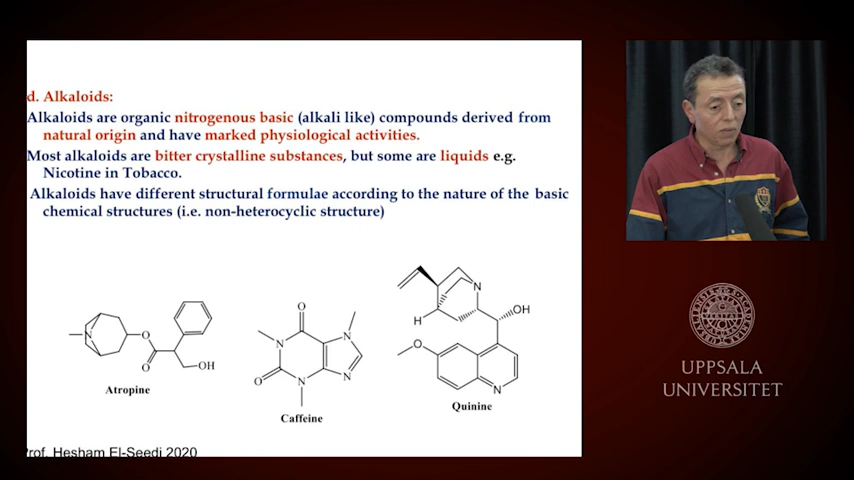 d. Alkaloids:
Alkaloids are organic nitrogenous basic (alkali like) compounds derived from
natural origin and have marked physiological activities.
Most alkaloids are bitter crystalline substances, but some are liquids e.g.
Nicotine in Tobacco.
Alkaloids have different structural formulae according to the nature of the basic
chemical structures (i.e. non-heterocyclic structure)
N
O
O
OH
Atropine
O
N
N
O
N
N
Caffeine
N
H
OH
O
N
Quinine
Prof. Hesham El-Seedi 2020
UPPSALA
UNIVERSITET